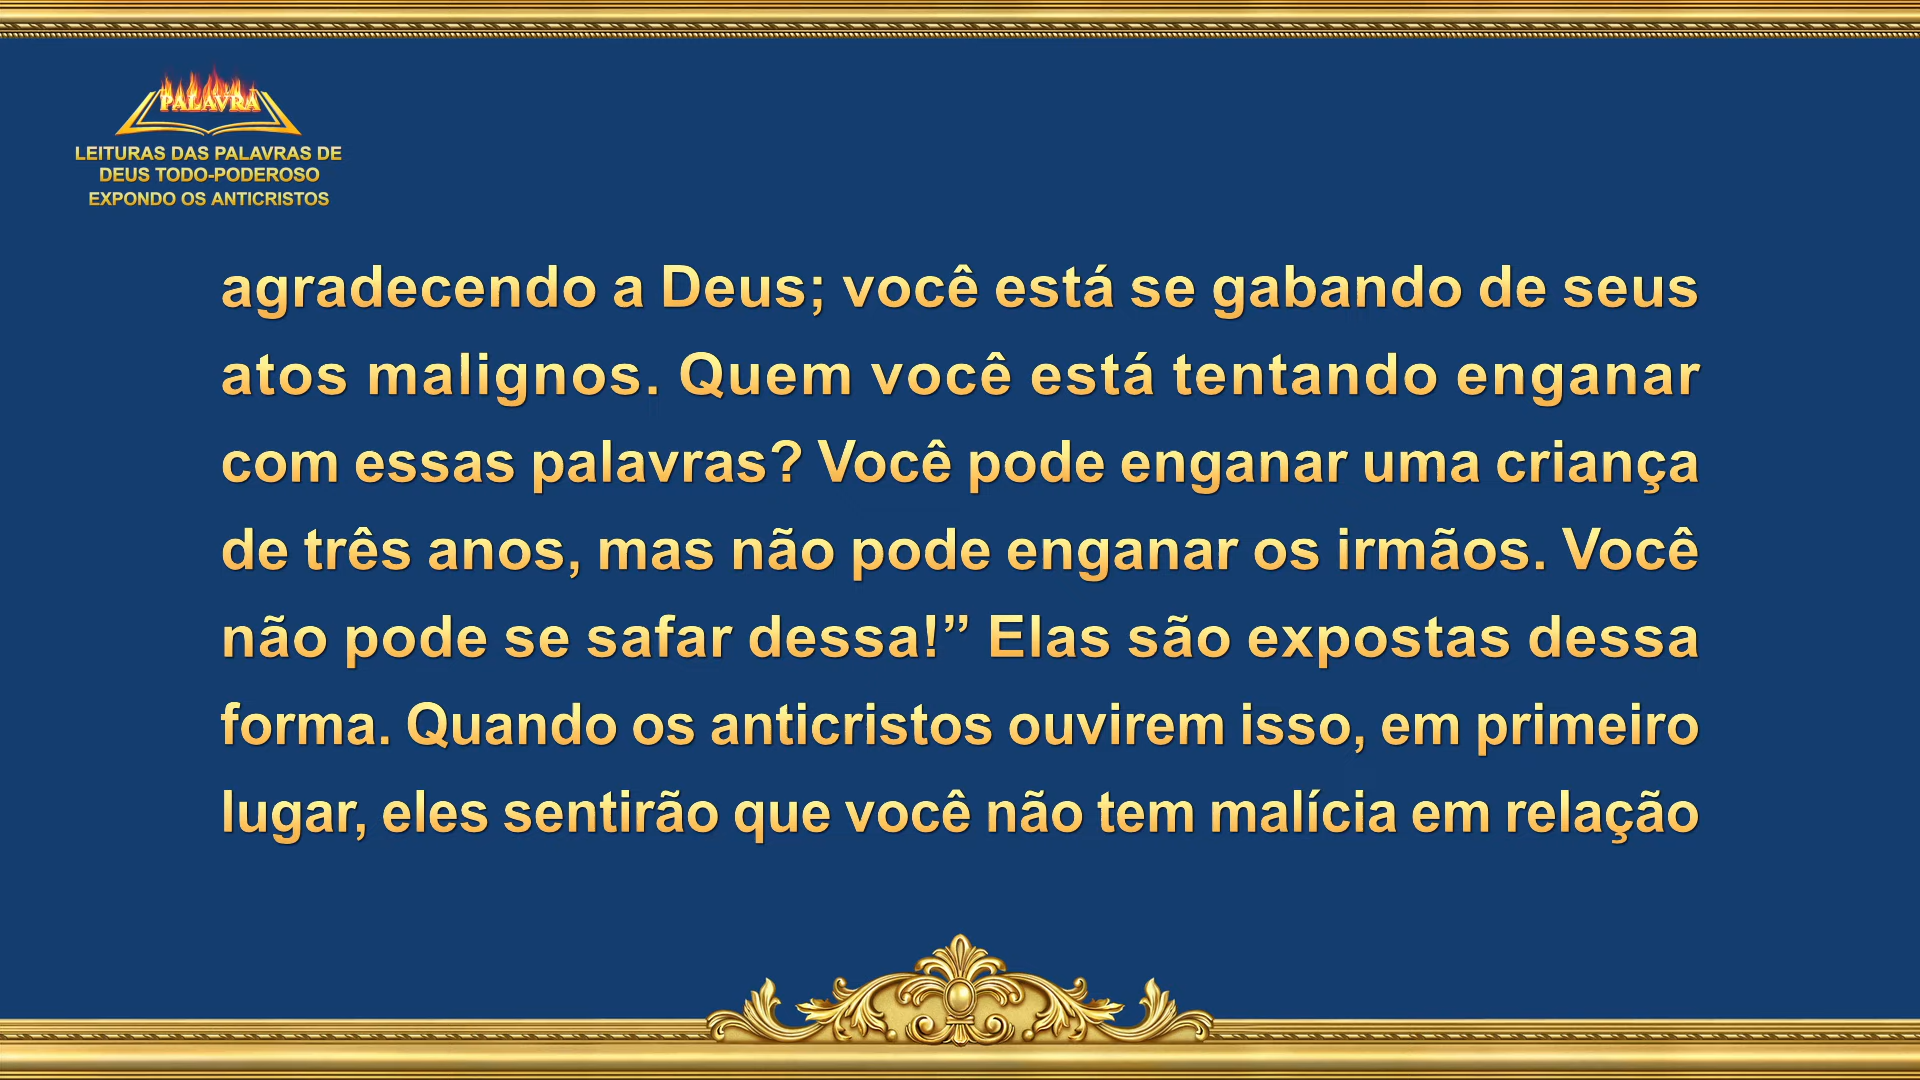 PALAVRA
LEITURAS DAS PALAVRAS DE
DEUS TODO-PODEROSO
EXPONDO OS ANTICRISTOS
agradecendo a Deus; você está se gabando de seus
atos malignos. Quem você está tentando enganar
com essas palavras? Você pode enganar uma criança
de três anos, mas não pode enganar os irmãos. Você
não pode se safar dessa!” Elas são expostas dessa
forma. Quando os anticristos ouvirem isso, em primeiro
lugar, eles sentirão que você não tem malícia em relação